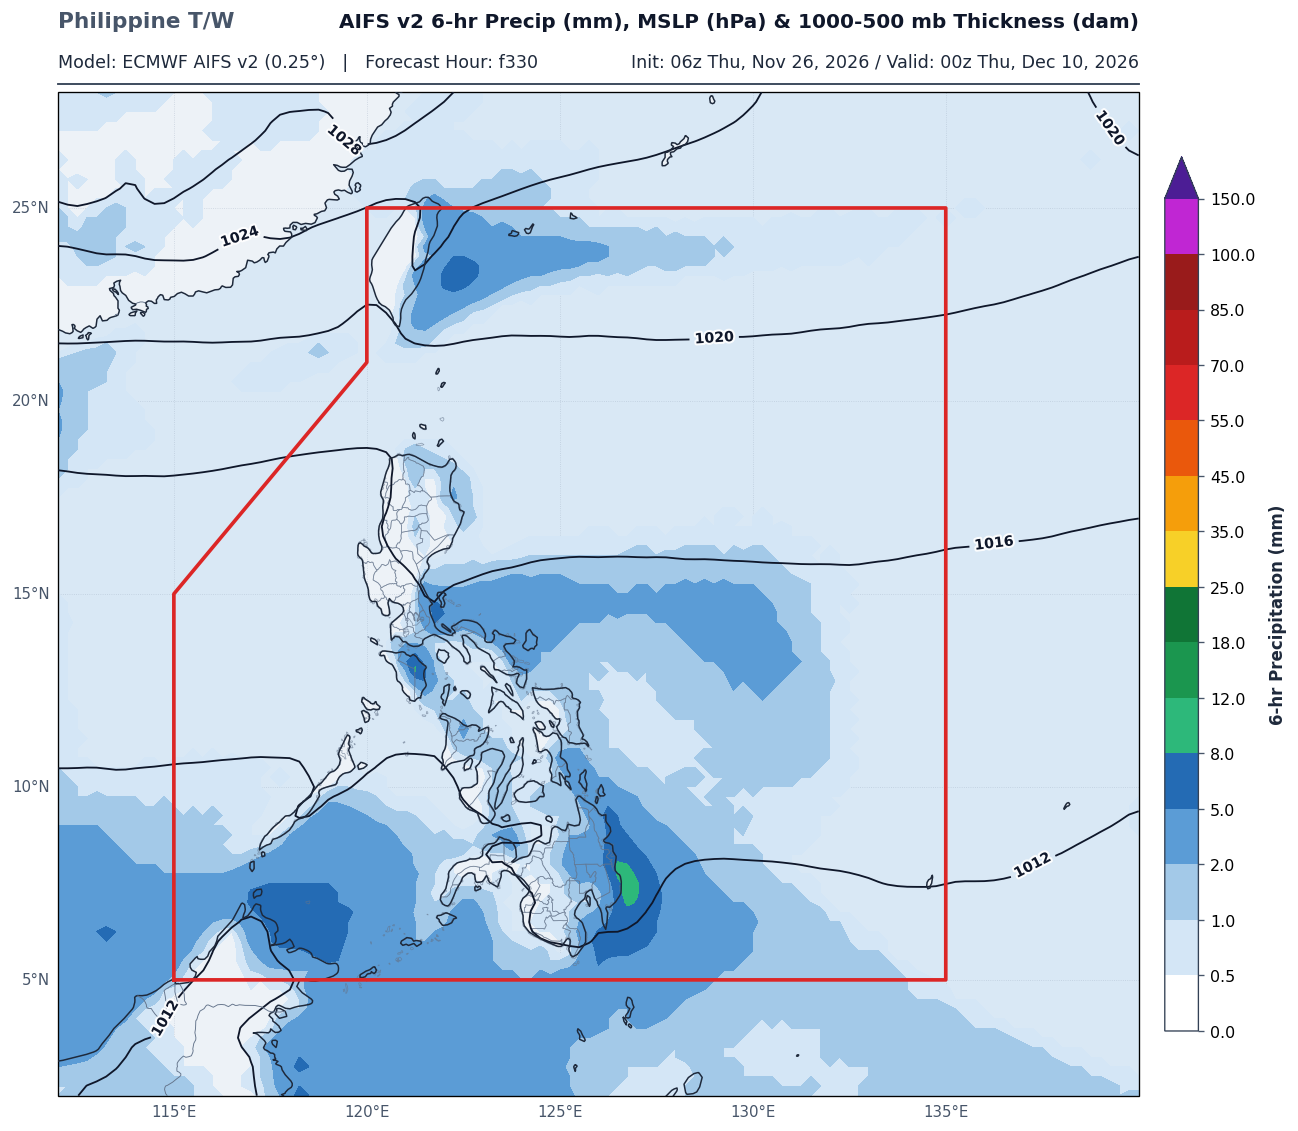 Philippine T/W
AIFS v2 6-hr Precip (mm), MSLP (hPa) & 1000-500 mb Thickness (dam)
Model: ECMWF AIFS v2 (0.25°) | Forecast Hour: f330
Init: 06z Thu, Nov 26, 2026 / Valid: 00z Thu, Dec 10, 2026
1028
1020
1024
1020
1016
1012
1012
25°N
20°N
15°N
10°N
5°N
115°E
120°E
125°E
130°E
135°E
150.0
100.0
85.0
70.0
55.0
45.0
35.0
25.0
18.0
12.0
8.0
5.0
2.0
1.0
0.5
0.0
6-hr Precipitation (mm)